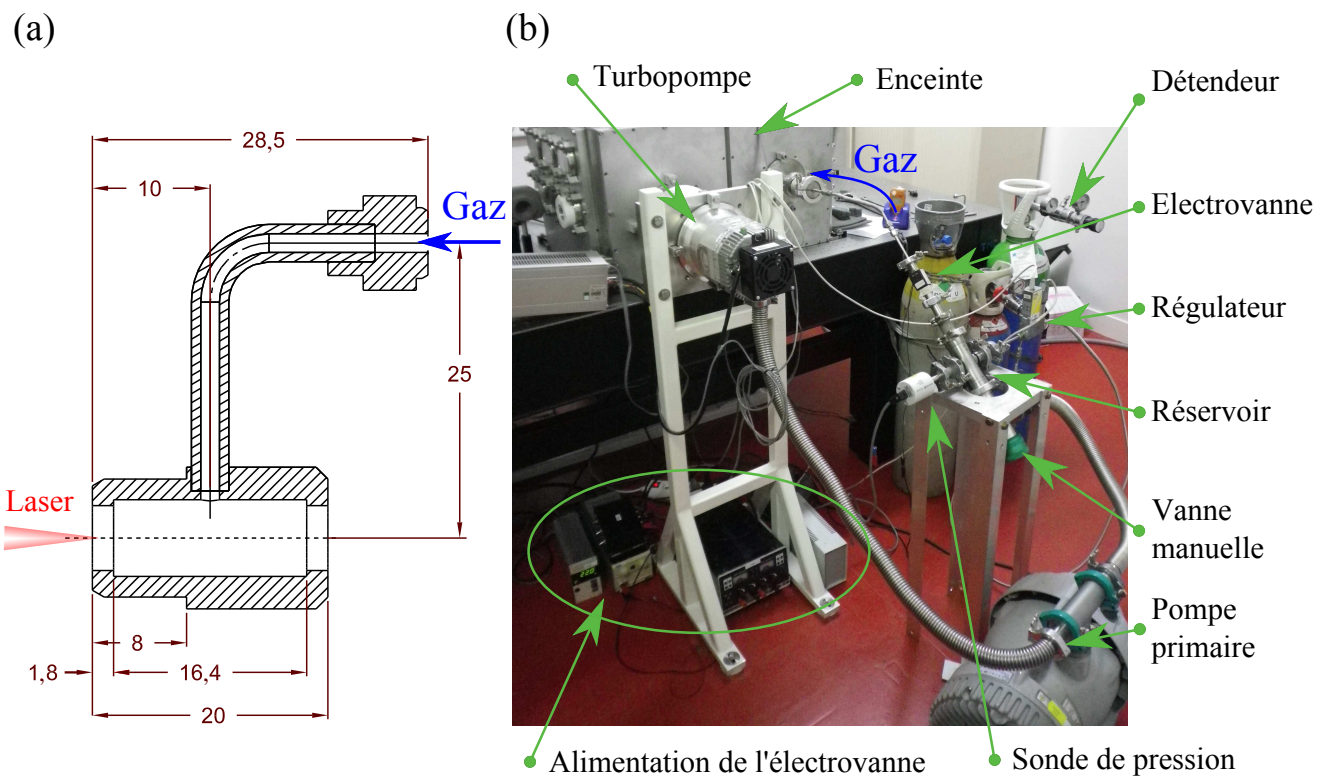 (a)
(b)
Turbopompe
Enceinte
Détendeur
28,5
10
Gaz
Gaz
Electrovanne
Régulateur
25
Réservoir
Laser
Vanne
manuelle
8
1,8
16,4
20
Pompe
primaire
Alimentation de l'électrovanne
Sonde de pression